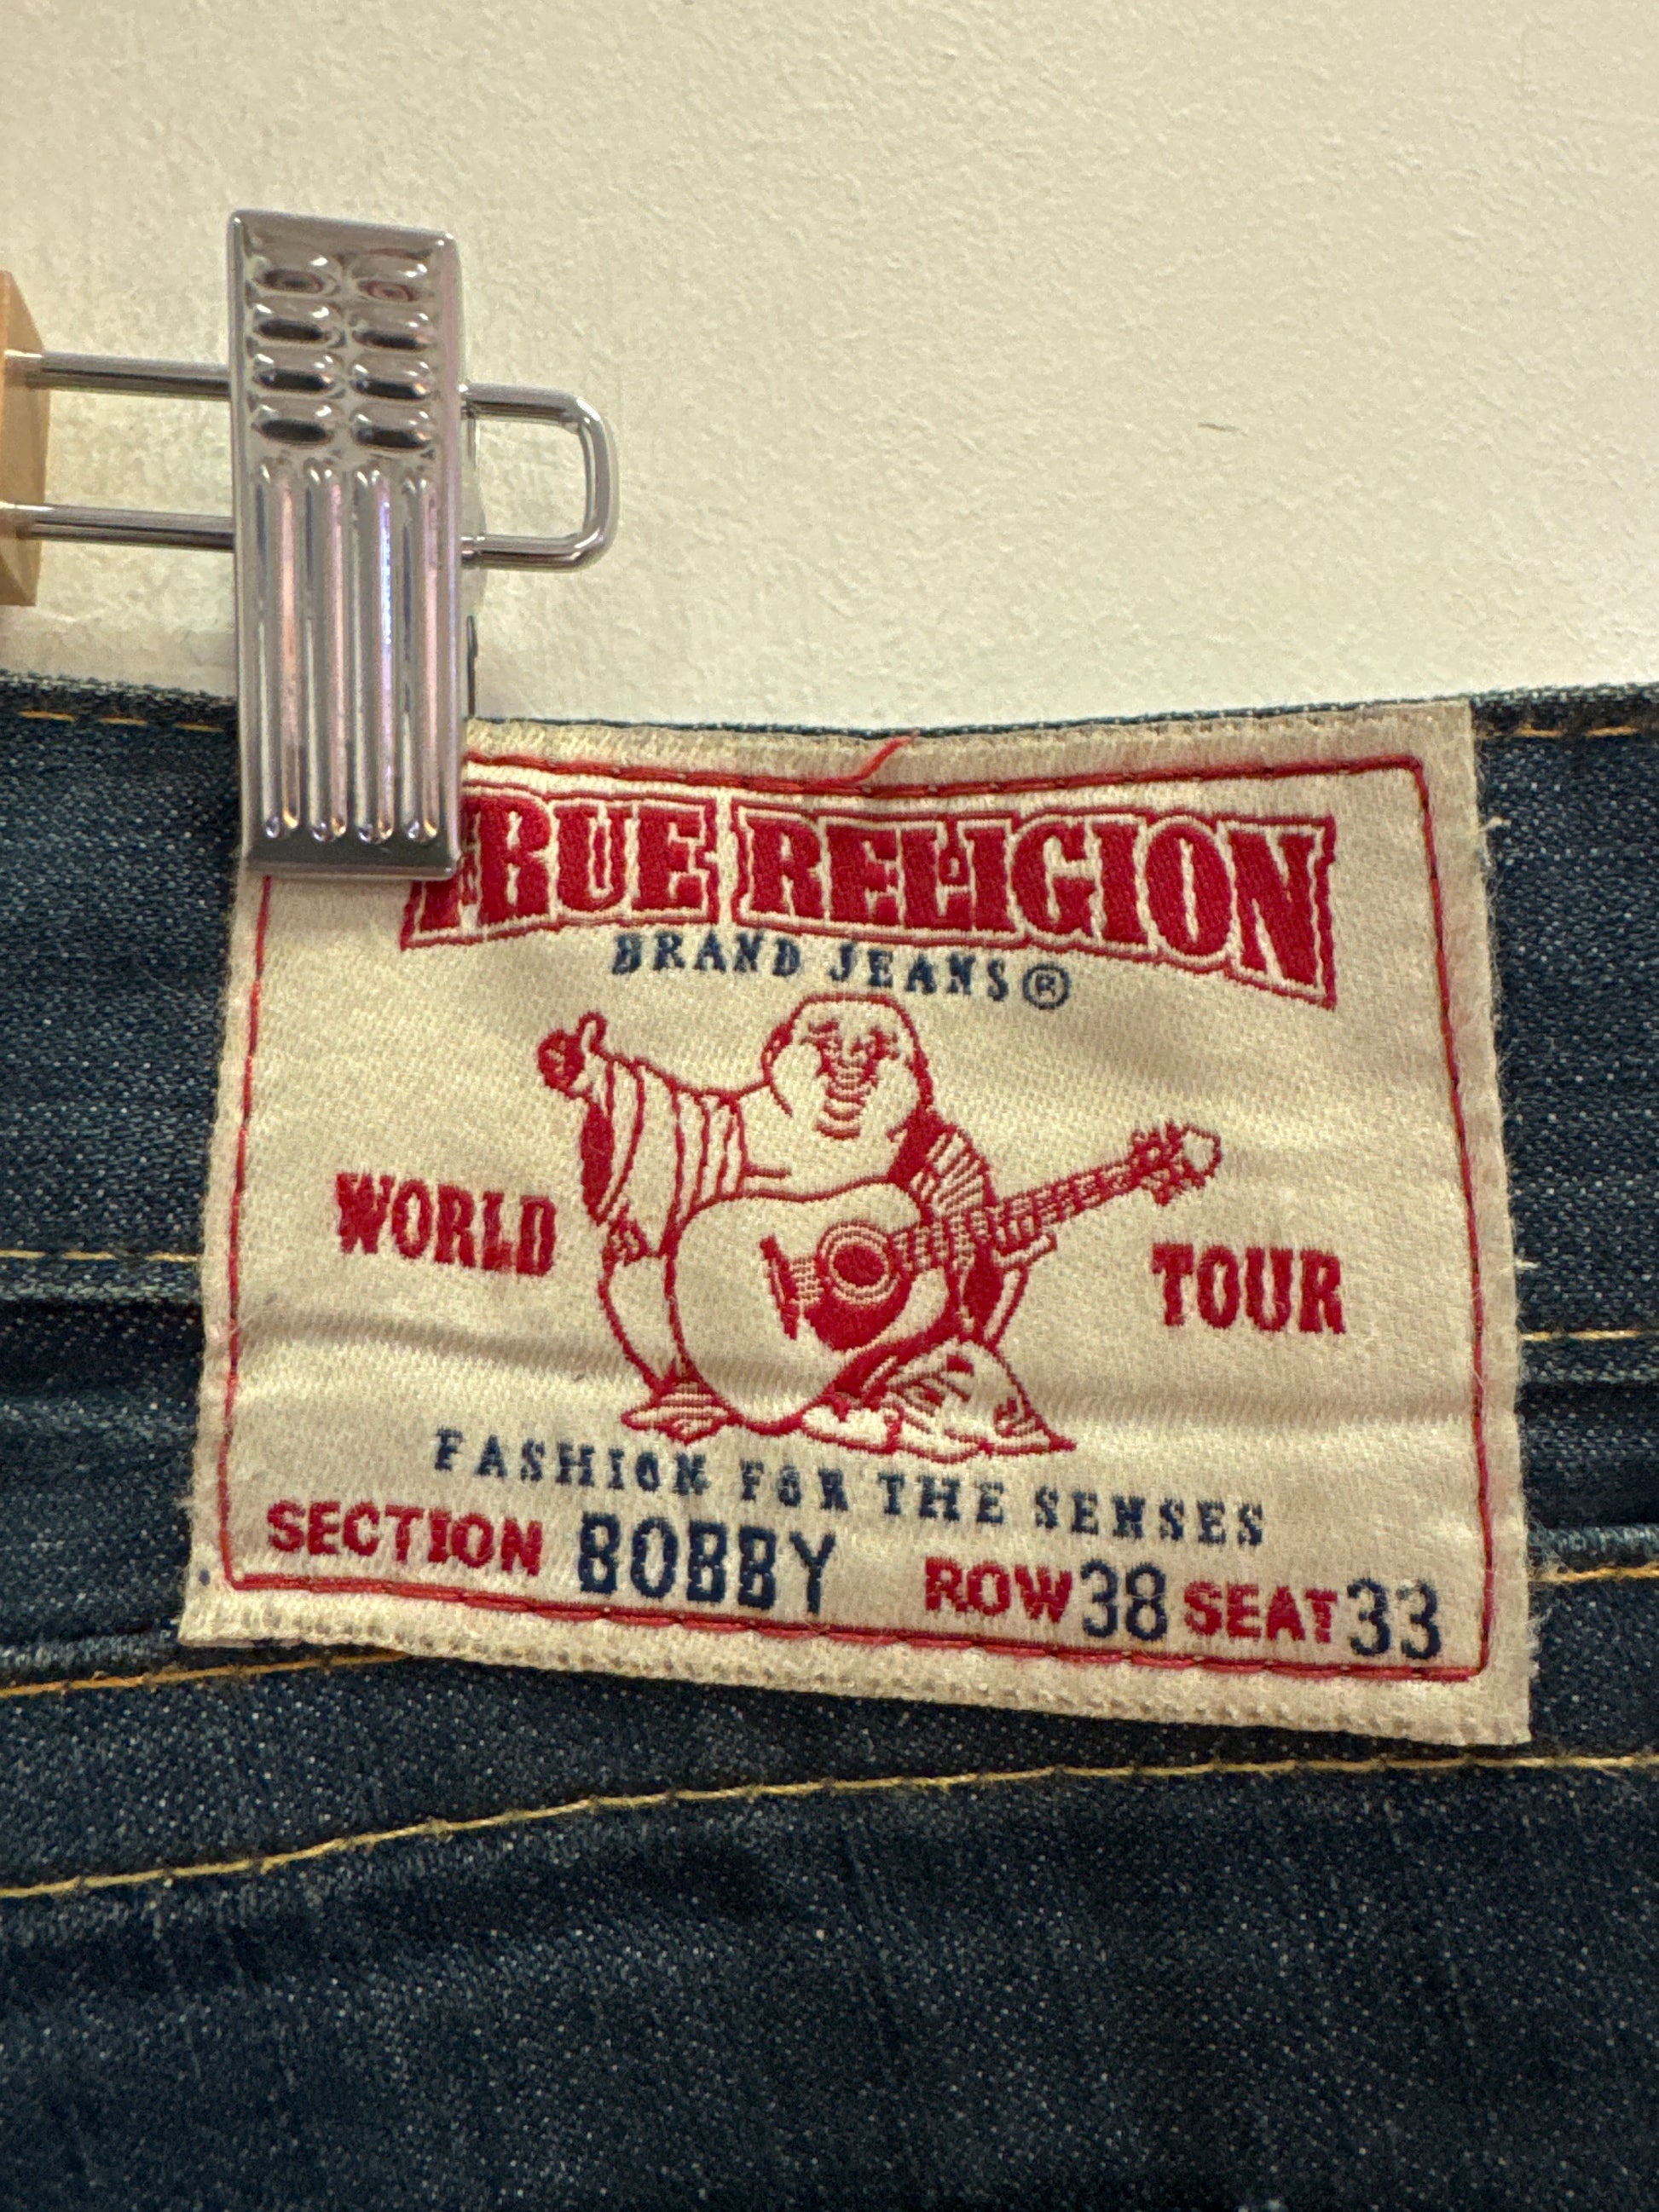 TRUE RELIGION
BRAND JEANS®
WORLD TOUR
FASHION FOR THE SENSES
SECTION BOBBY ROW 38 SEAT 33